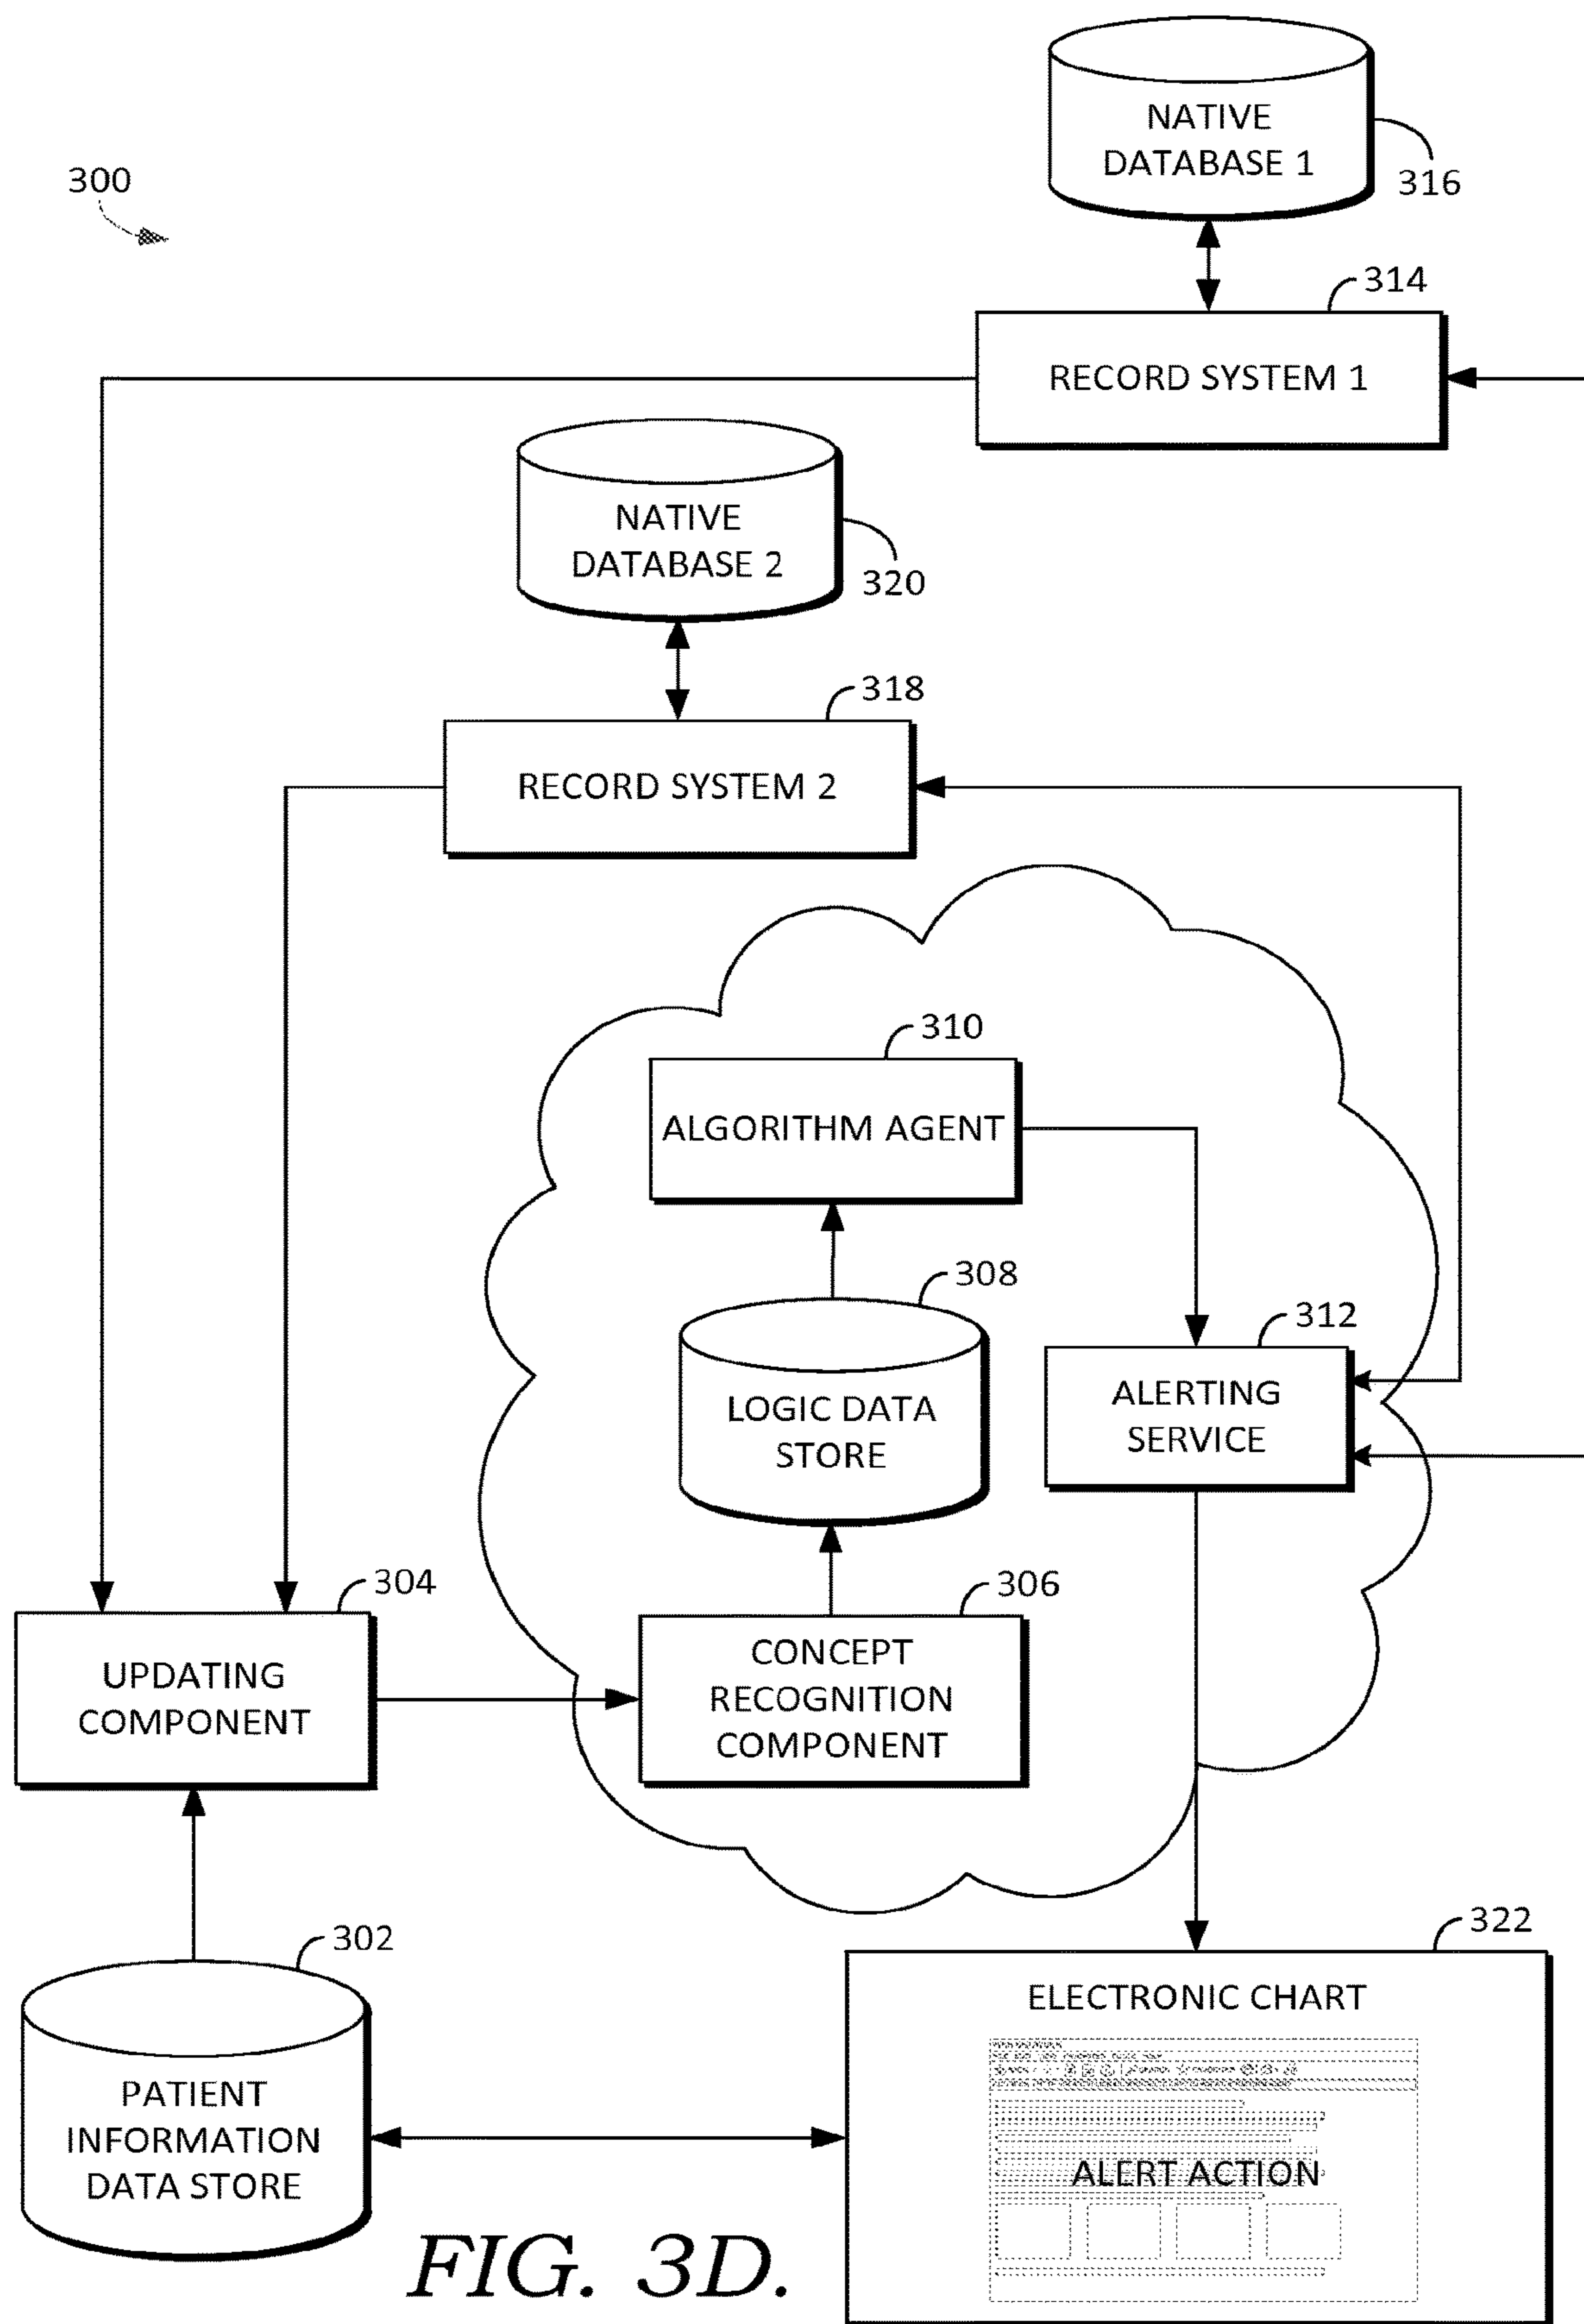 NATIVE
DATABASE 1
316
300
314
RECORD SYSTEM 1
NATIVE
DATABASE 2
320
318
RECORD SYSTEM 2
310
ALGORITHM AGENT
308
LOGIC DATA
STORE
312
ALERTING
SERVICE
304
UPDATING
COMPONENT
306
CONCEPT
RECOGNITION
COMPONENT
302
PATIENT
INFORMATION
DATA STORE
322
ELECTRONIC CHART
ALERT ACTION
FIG. 3D.